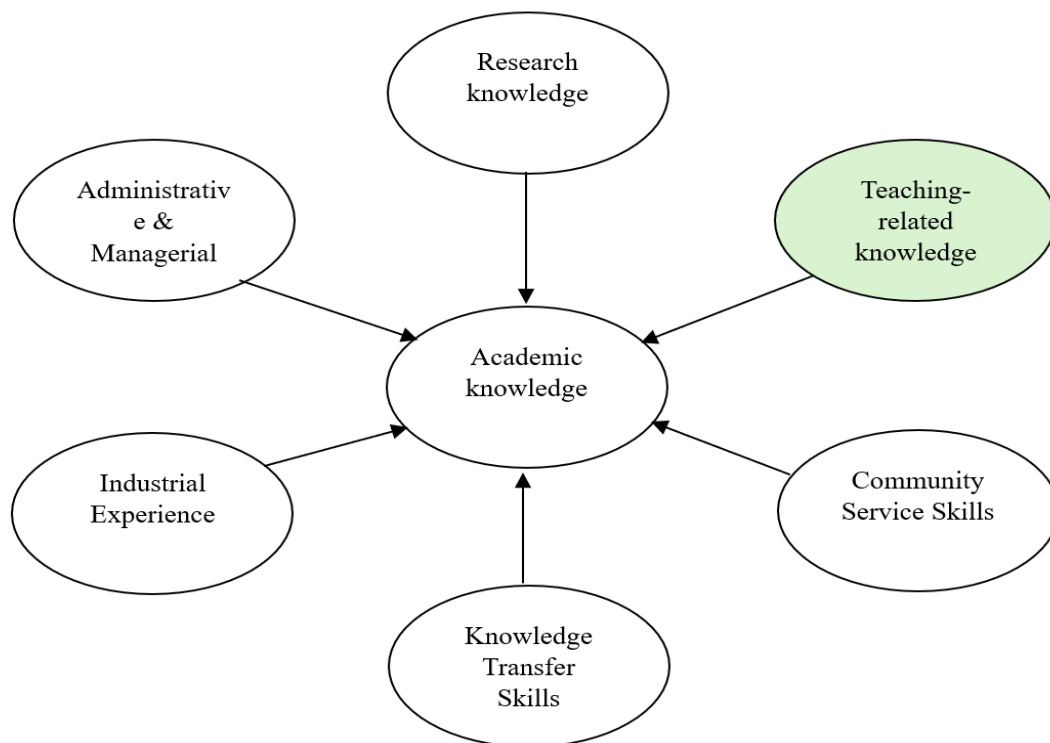 Research
knowledge
Administrativ
e &
Managerial
Teaching-
related
knowledge
Academic
knowledge
Industrial
Experience
Community
Service Skills
Knowledge
Transfer
Skills